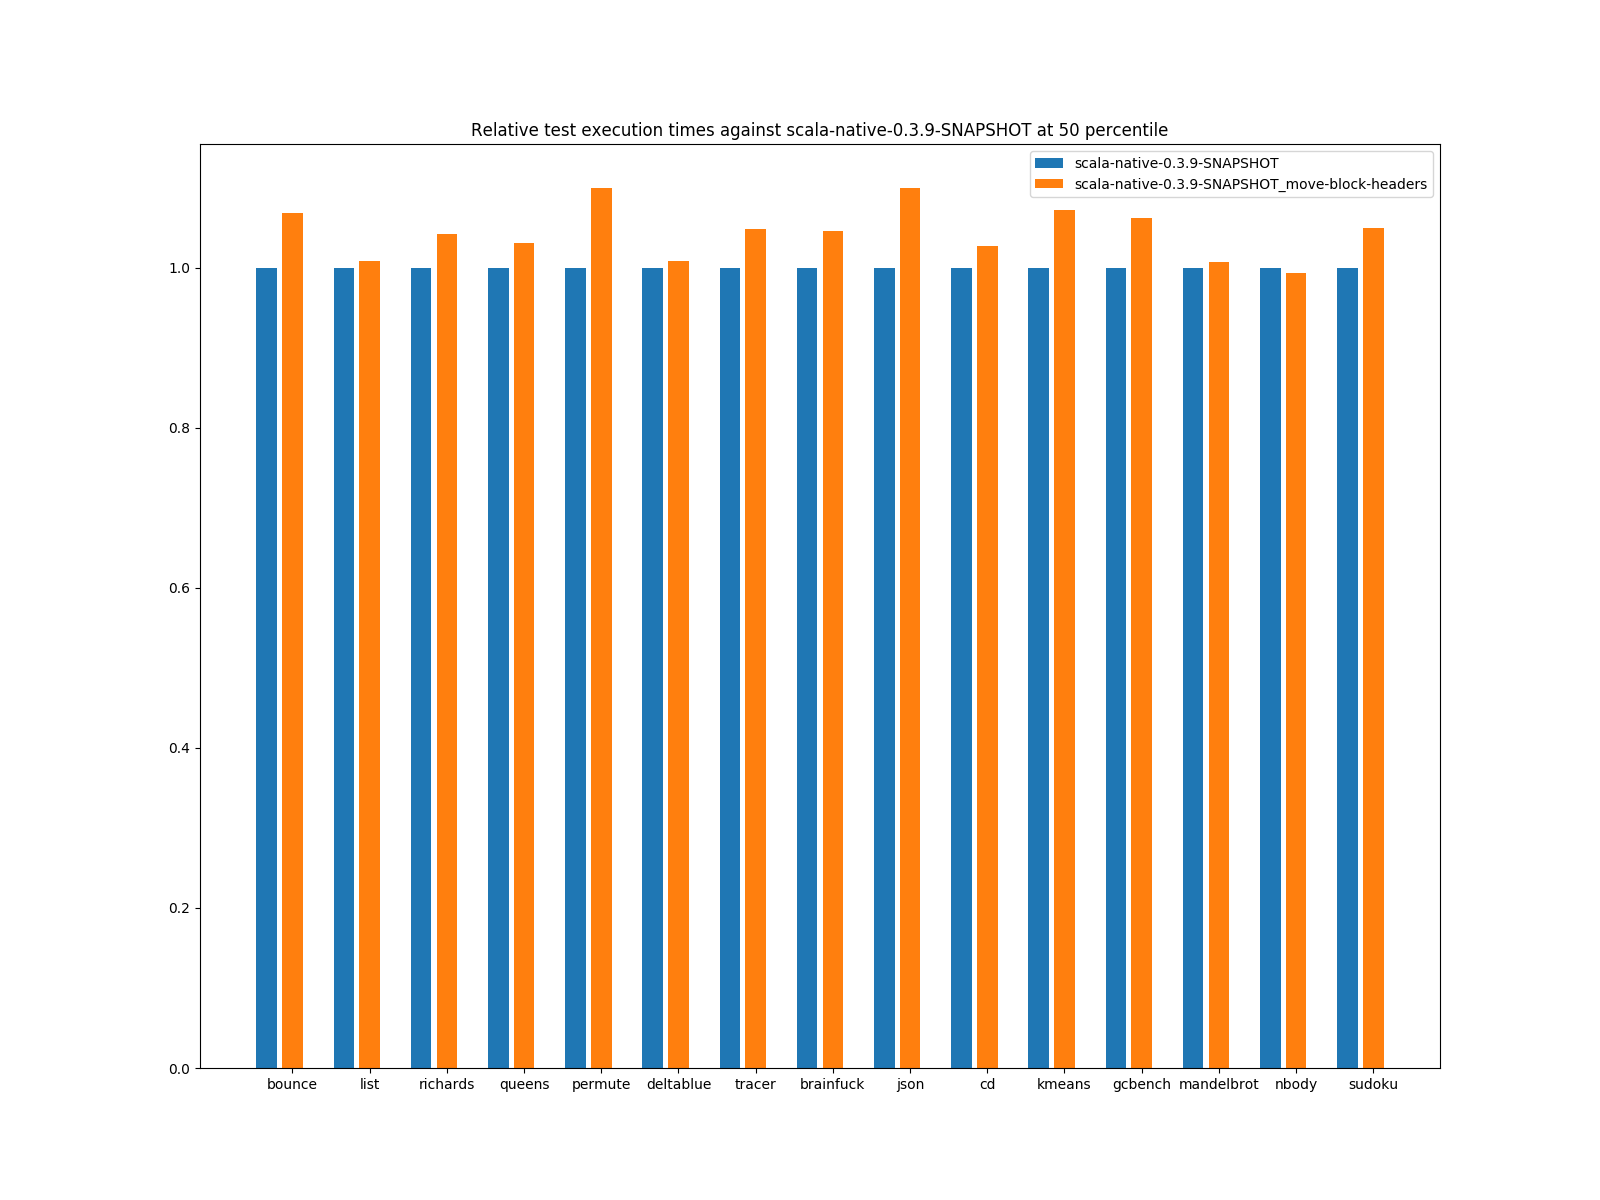 Relative test execution times against scala-native-0.3.9-SNAPSHOT at 50 percentile
scala-native-0.3.9-SNAPSHOT
scala-native-0.3.9-SNAPSHOT_move-block-headers
1.0
0.8
0.6
0.4
0.2
0.0
bounce list richards queens permute deltablue tracer brainfuck json cd kmeans gcbench mandelbrot nbody sudoku